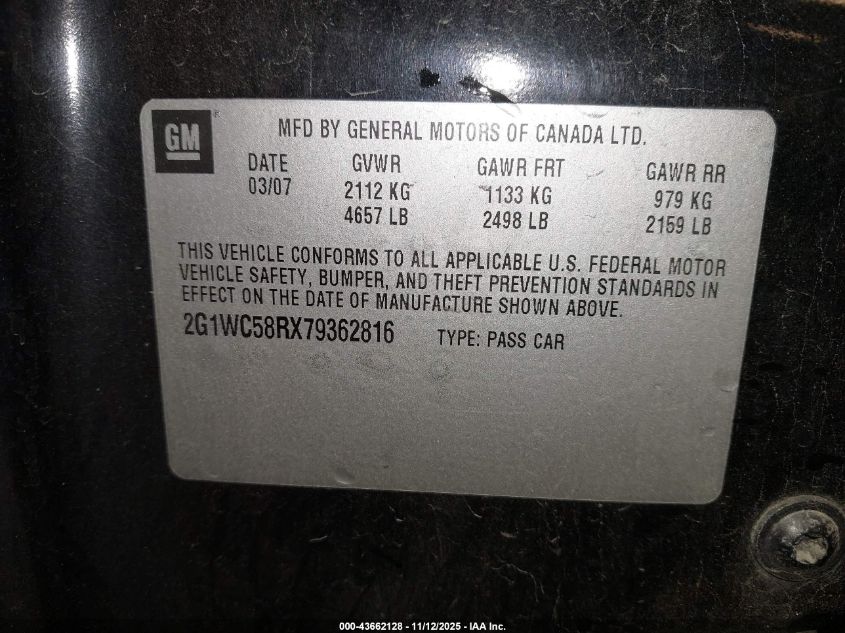 GM
MFD BY GENERAL MOTORS OF CANADA LTD.
DATE GVWR GAWR FRT GAWR RR
03/07 2112 KG 1133 KG 979 KG
4657 LB 2498 LB 2159 LB
THIS VEHICLE CONFORMS TO ALL APPLICABLE U.S. FEDERAL MOTOR
VEHICLE SAFETY, BUMPER, AND THEFT PREVENTION STANDARDS IN
EFFECT ON THE DATE OF MANUFACTURE SHOWN ABOVE.
2G1WC58RX79362816 TYPE: PASS CAR
000-43662128 - 11/12/2025 - IAA Inc.